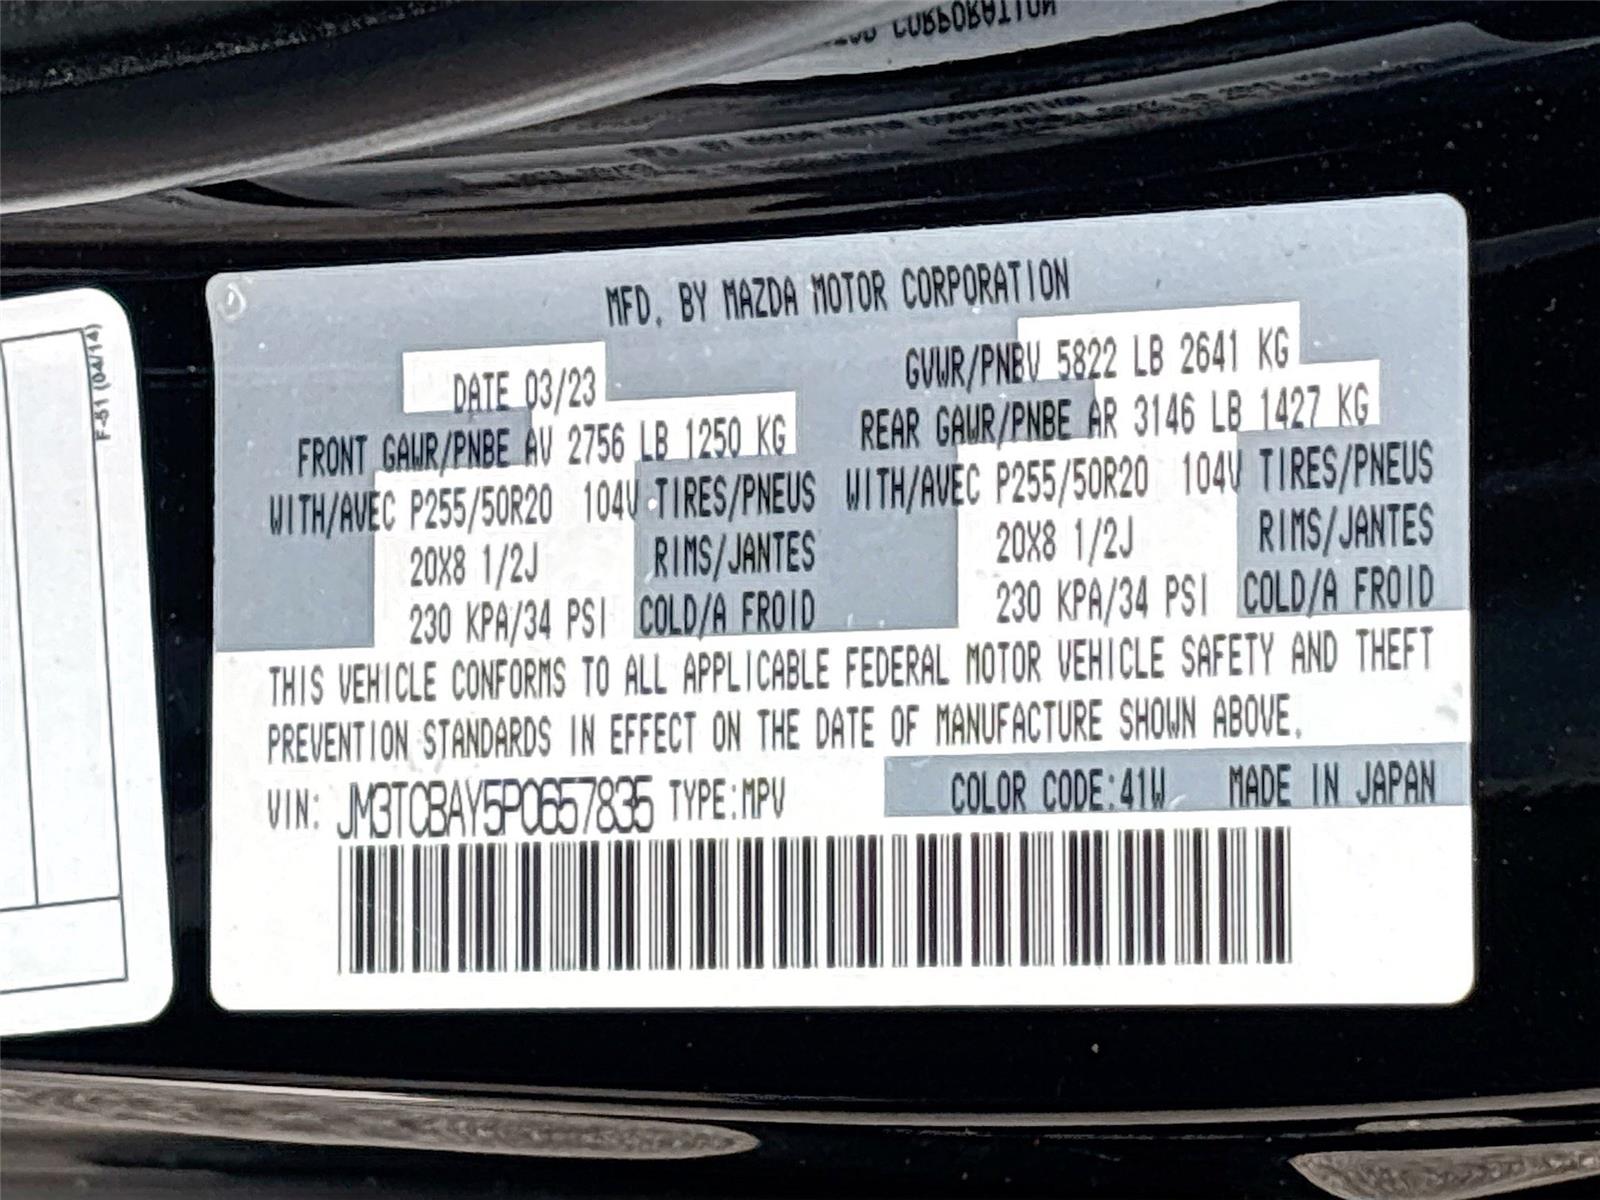 MFD. BY MAZDA MOTOR CORPORATION
DATE 03/23 GVWR/PNBV 5822 LB 2641 KG
FRONT GAWR/PNBE AV 2756 LB 1250 KG REAR GAWR/PNBE AR 3146 LB 1427 KG
WITH/AVEC P255/50R20 104V TIRES/PNEUS WITH/AVEC P255/50R20 104V TIRES/PNEUS
20X8 1/2J RIMS/JANTES 20X8 1/2J RIMS/JANTES
230 KPA/34 PSI COLD/A FROID 230 KPA/34 PSI COLD/A FROID
THIS VEHICLE CONFORMS TO ALL APPLICABLE FEDERAL MOTOR VEHICLE SAFETY AND THEFT
PREVENTION STANDARDS IN EFFECT ON THE DATE OF MANUFACTURE SHOWN ABOVE.
VIN: JM3TCBAY5P0657835 TYPE:MPV COLOR CODE:41W MADE IN JAPAN
F-81 (04/14)